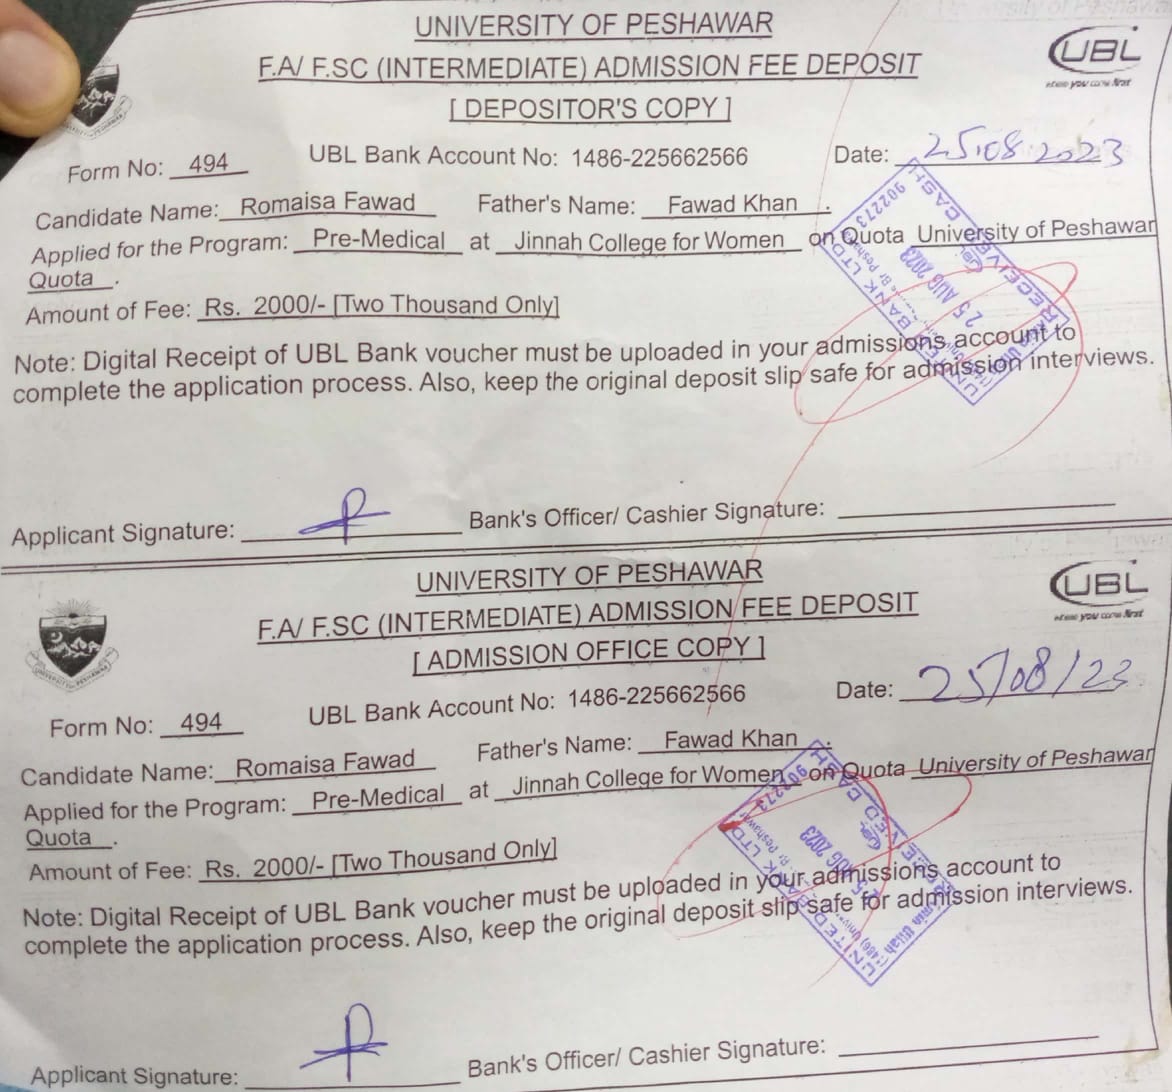 UNIVERSITY OF PESHAWAR
UBL
where you come first
F.A/ F.SC (INTERMEDIATE) ADMISSION FEE DEPOSIT
[ DEPOSITOR'S COPY ]
Form No: 494 UBL Bank Account No: 1486-225662566 Date: 25.08.2023
Candidate Name: Romaisa Fawad Father's Name: Fawad Khan .
Applied for the Program: Pre-Medical at Jinnah College for Women on Quota University of Peshawar
Quota .
Amount of Fee: Rs. 2000/- [Two Thousand Only]
UNITED BANK LTD
25 AUG 2023
UBL
RECEIVED CASH
902273
Note: Digital Receipt of UBL Bank voucher must be uploaded in your admissions account to
complete the application process. Also, keep the original deposit slip safe for admission interviews.
Applicant Signature: Bank's Officer/ Cashier Signature:
UNIVERSITY OF PESHAWAR
UBL
where you come first
F.A/ F.SC (INTERMEDIATE) ADMISSION FEE DEPOSIT
[ ADMISSION OFFICE COPY ]
UNIVERSITY OF PESHAWAR
Form No: 494 UBL Bank Account No: 1486-225662566 Date: 25/08/23
Candidate Name: Romaisa Fawad Father's Name: Fawad Khan .
Applied for the Program: Pre-Medical at Jinnah College for Women on Quota University of Peshawar
Quota .
Amount of Fee: Rs. 2000/- [Two Thousand Only]
UNITED BANK LTD
25 AUG 2023
UBL
RECEIVED CASH
902273
Note: Digital Receipt of UBL Bank voucher must be uploaded in your admissions account to
complete the application process. Also, keep the original deposit slip safe for admission interviews.
Applicant Signature: Bank's Officer/ Cashier Signature: